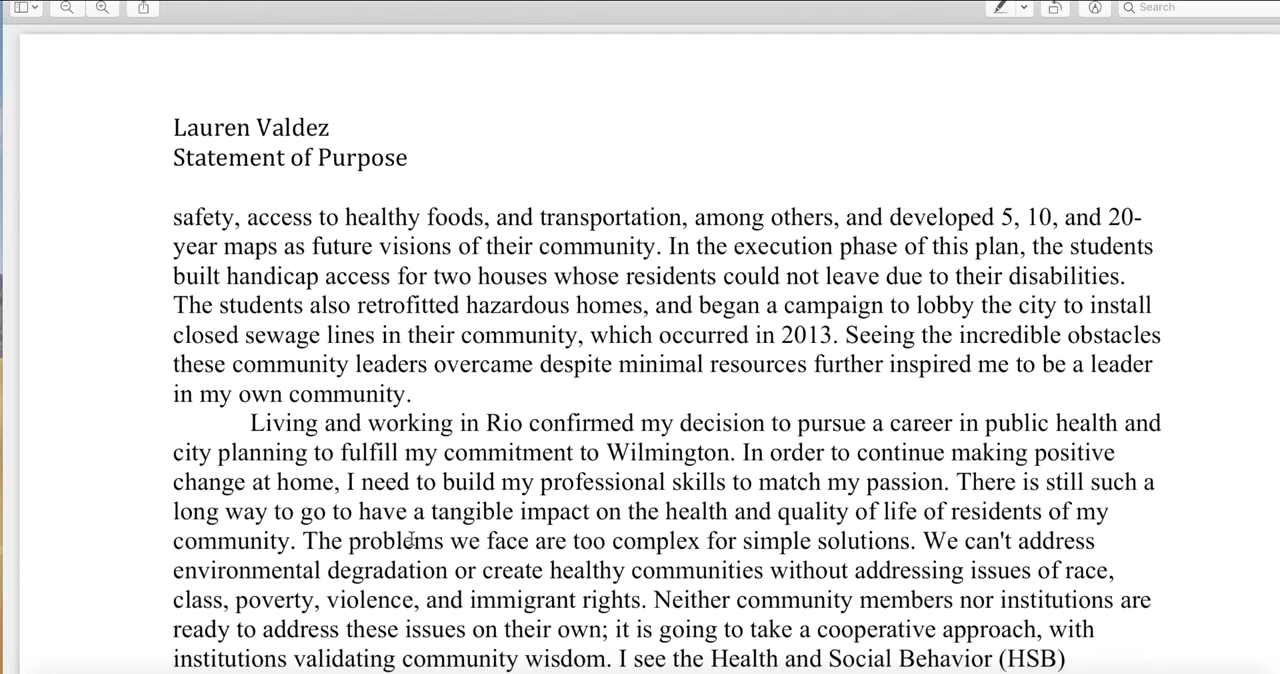 Search
Lauren Valdez
Statement of Purpose
safety, access to healthy foods, and transportation, among others, and developed 5, 10, and 20-
year maps as future visions of their community. In the execution phase of this plan, the students
built handicap access for two houses whose residents could not leave due to their disabilities.
The students also retrofitted hazardous homes, and began a campaign to lobby the city to install
closed sewage lines in their community, which occurred in 2013. Seeing the incredible obstacles
these community leaders overcame despite minimal resources further inspired me to be a leader
in my own community.
Living and working in Rio confirmed my decision to pursue a career in public health and
city planning to fulfill my commitment to Wilmington. In order to continue making positive
change at home, I need to build my professional skills to match my passion. There is still such a
long way to go to have a tangible impact on the health and quality of life of residents of my
community. The problems we face are too complex for simple solutions. We can't address
environmental degradation or create healthy communities without addressing issues of race,
class, poverty, violence, and immigrant rights. Neither community members nor institutions are
ready to address these issues on their own; it is going to take a cooperative approach, with
institutions validating community wisdom. I see the Health and Social Behavior (HSB)